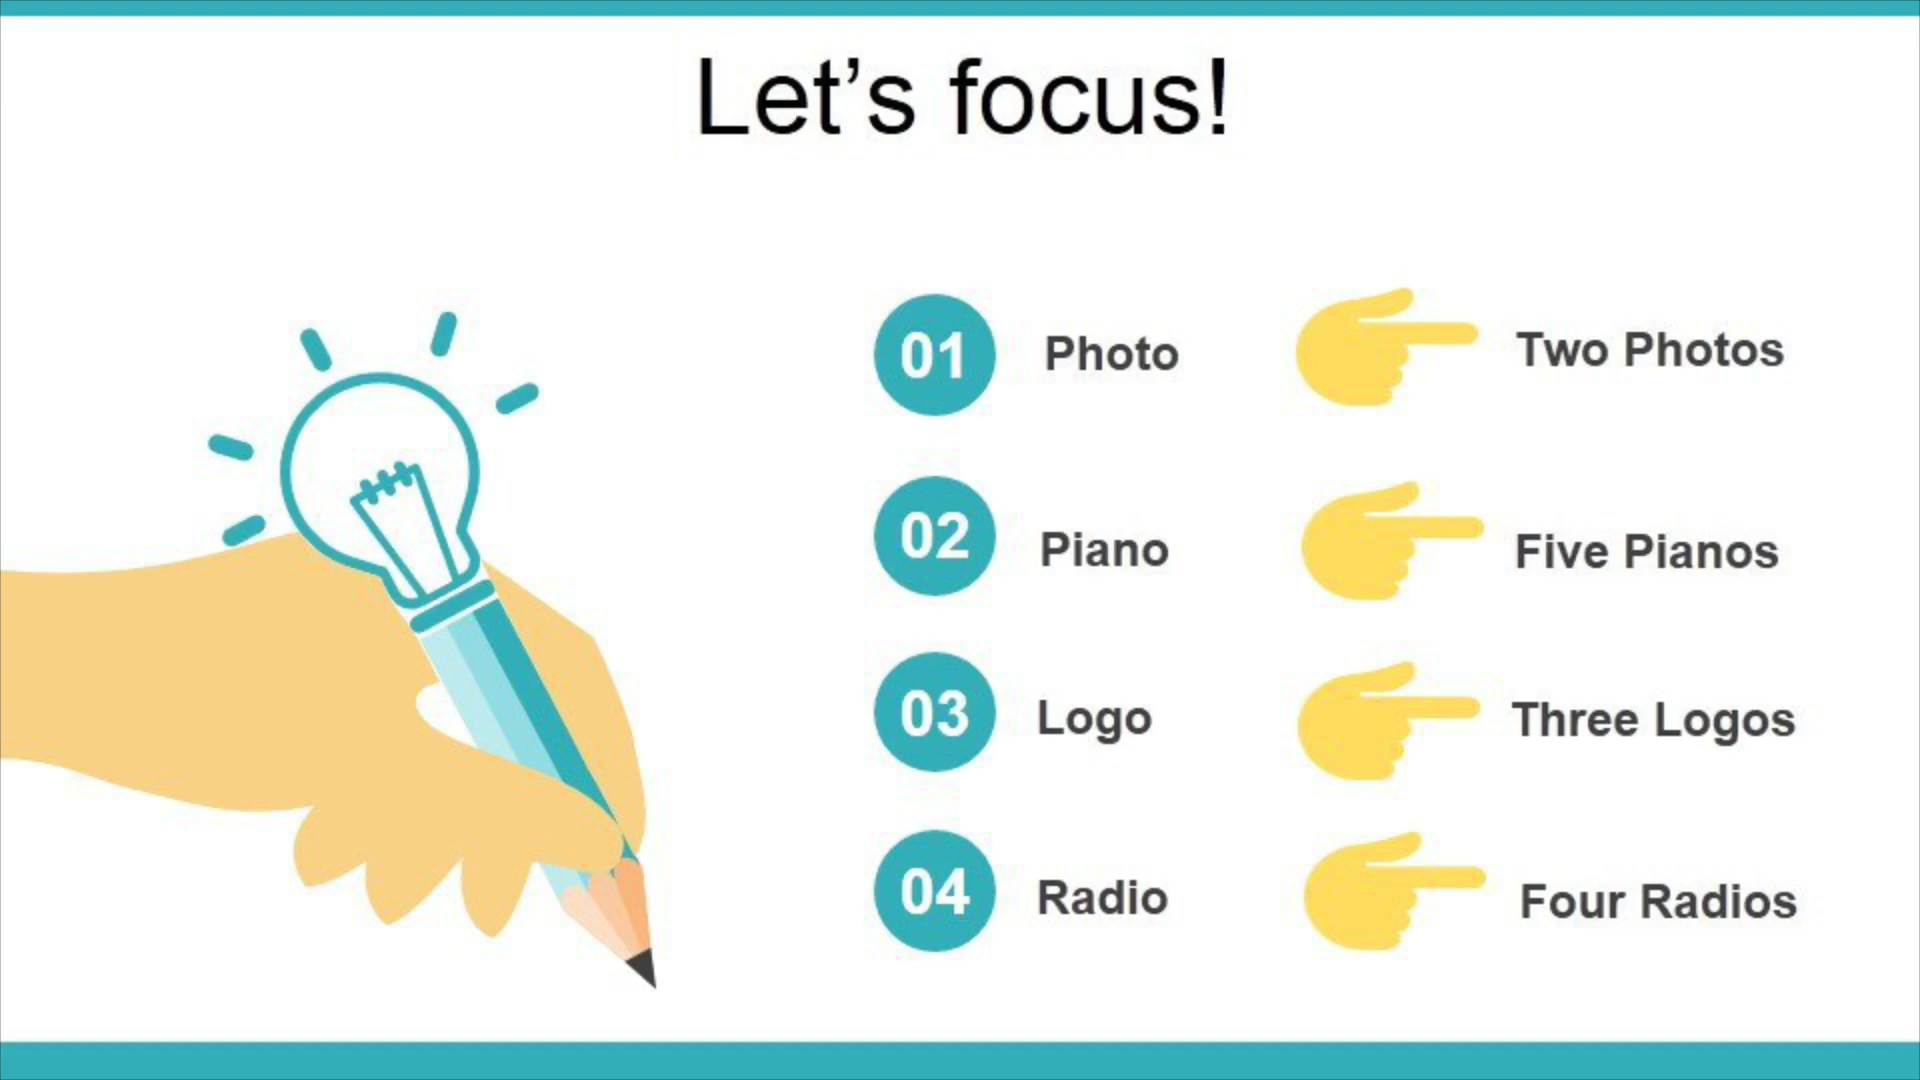 Let’s focus!
01 Photo Two Photos
02 Piano Five Pianos
03 Logo Three Logos
04 Radio Four Radios